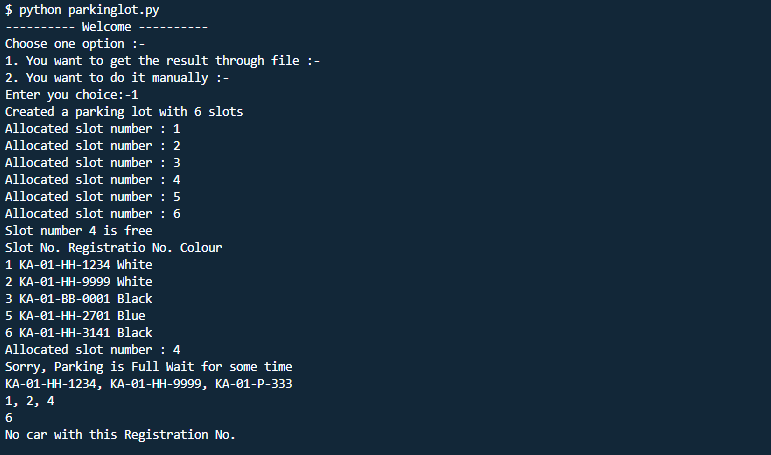 $ python parkinglot.py
---------- Welcome ----------
Choose one option :-
1. You want to get the result through file :-
2. You want to do it manually :-
Enter you choice:-1
Created a parking lot with 6 slots
Allocated slot number : 1
Allocated slot number : 2
Allocated slot number : 3
Allocated slot number : 4
Allocated slot number : 5
Allocated slot number : 6
Slot number 4 is free
Slot No. Registratio No. Colour
1 KA-01-HH-1234 White
2 KA-01-HH-9999 White
3 KA-01-BB-0001 Black
5 KA-01-HH-2701 Blue
6 KA-01-HH-3141 Black
Allocated slot number : 4
Sorry, Parking is Full Wait for some time
KA-01-HH-1234, KA-01-HH-9999, KA-01-P-333
1, 2, 4
6
No car with this Registration No.